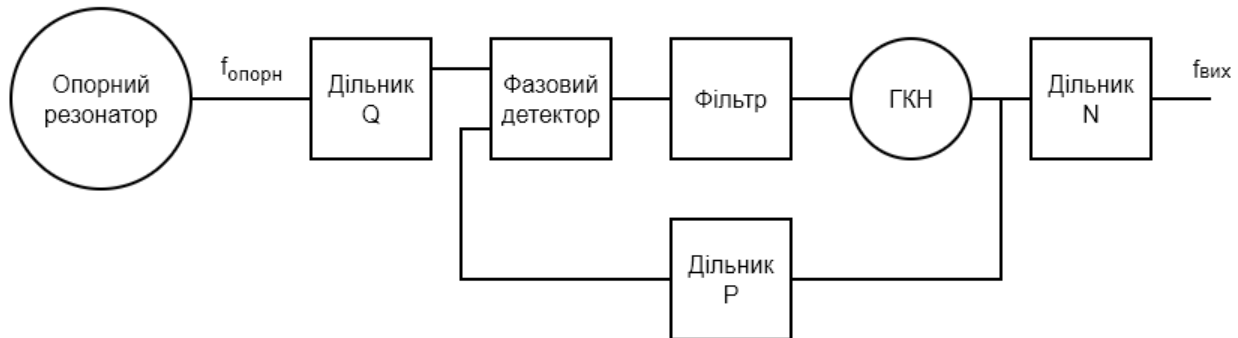 Опорний
резонатор
fопорн
Дільник
Q
Фазовий
детектор
Фільтр
ГКН
Дільник
N
fвих
Дільник
P